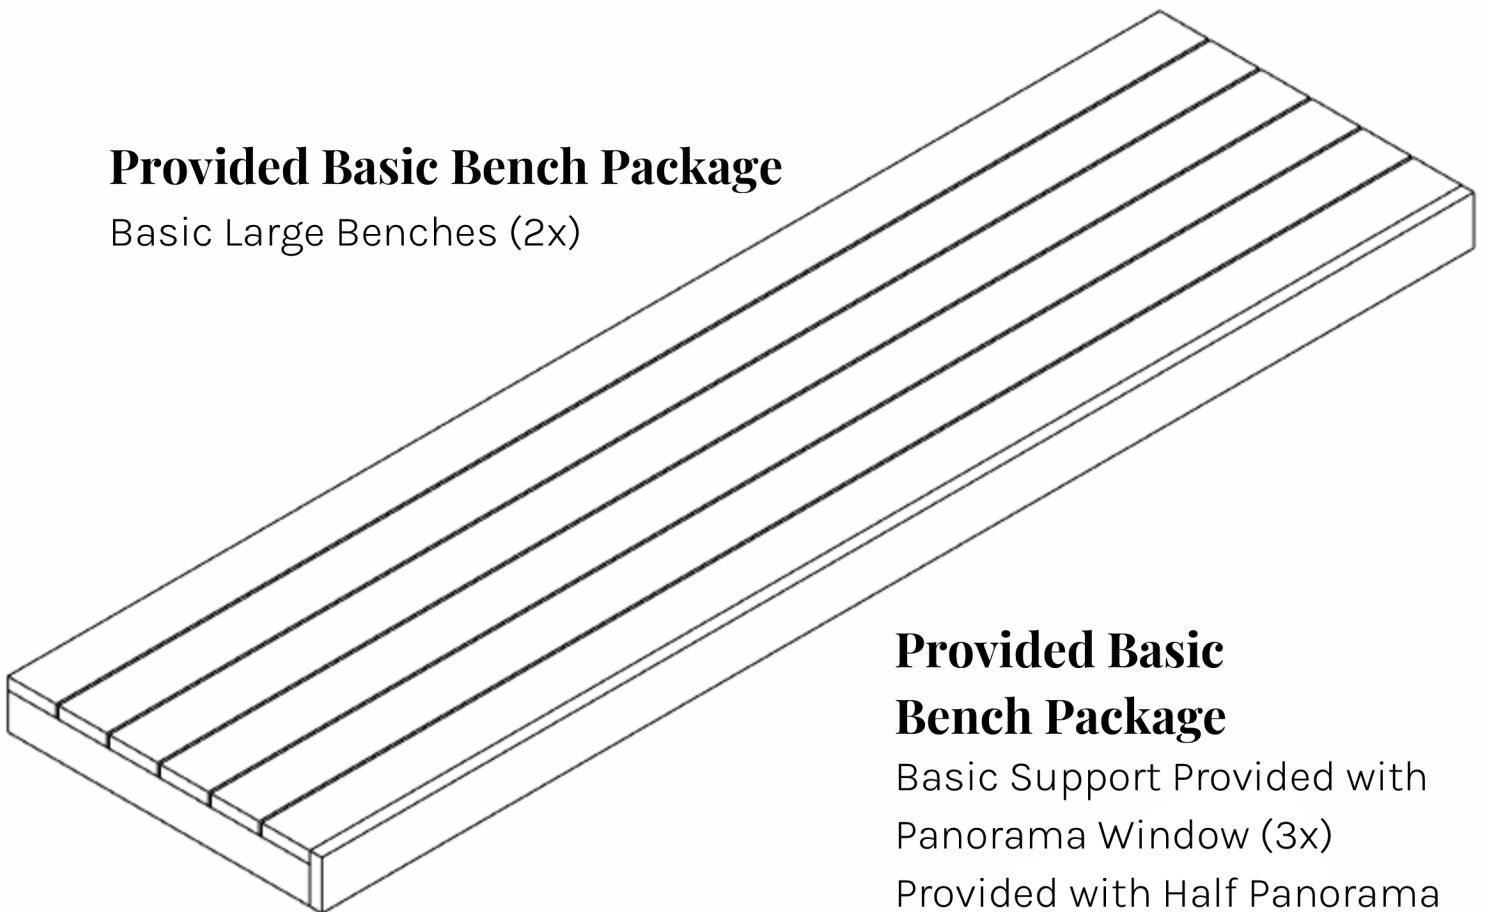 Provided Basic Bench Package
Basic Large Benches (2x)
Provided Basic
Bench Package
Basic Support Provided with
Panorama Window (3x)
Provided with Half Panorama